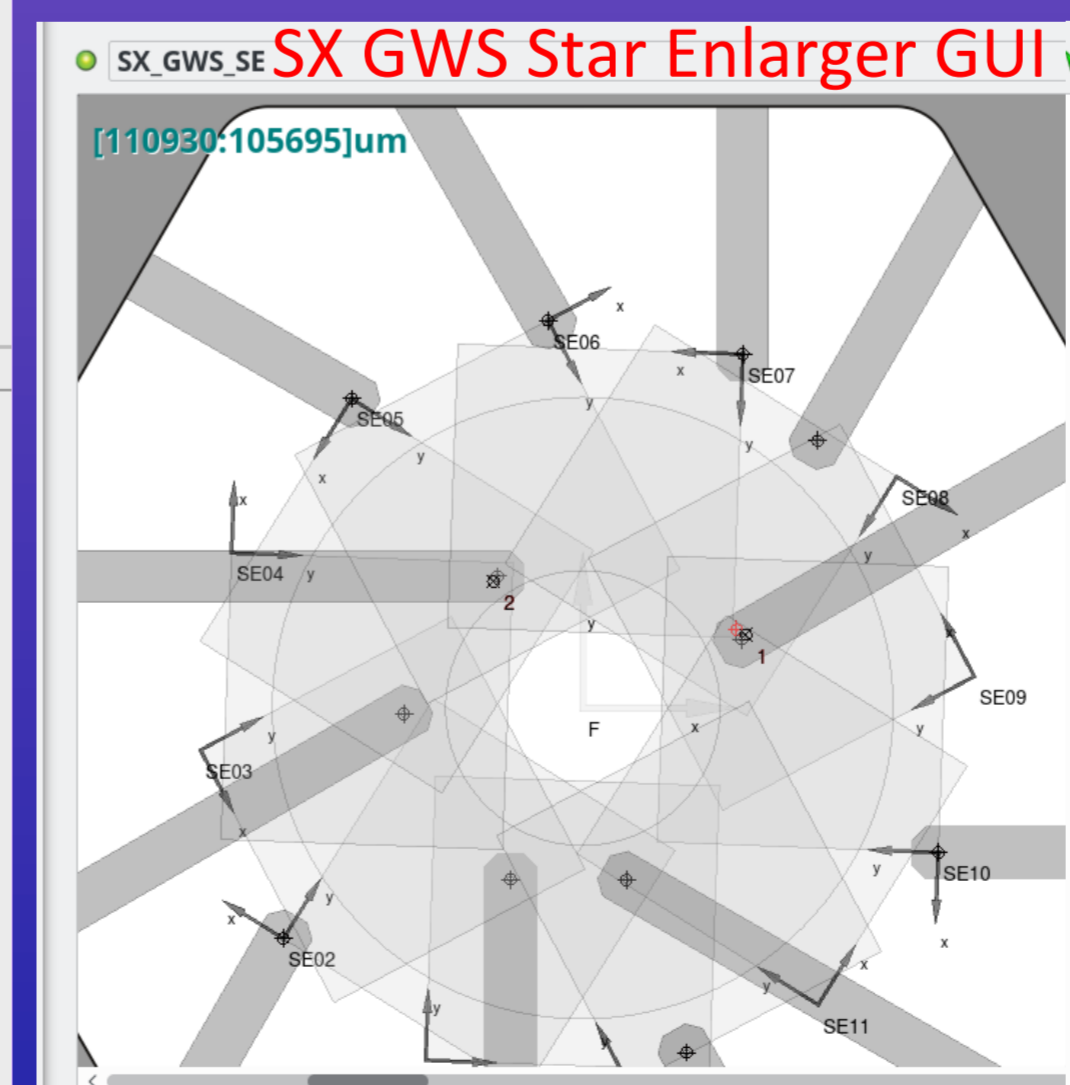 SX_GWS_SE SX GWS Star Enlarger GUI
[110930:105695]um
x
SE06
y
x
SE07
y
SE05
y
x
x
SE04
y
SE08
x
y
2
1
y
x
SE09
y
F
x
SE03
y
x
y
SE10
x
x
y
SE02
y
x
y
SE11
y